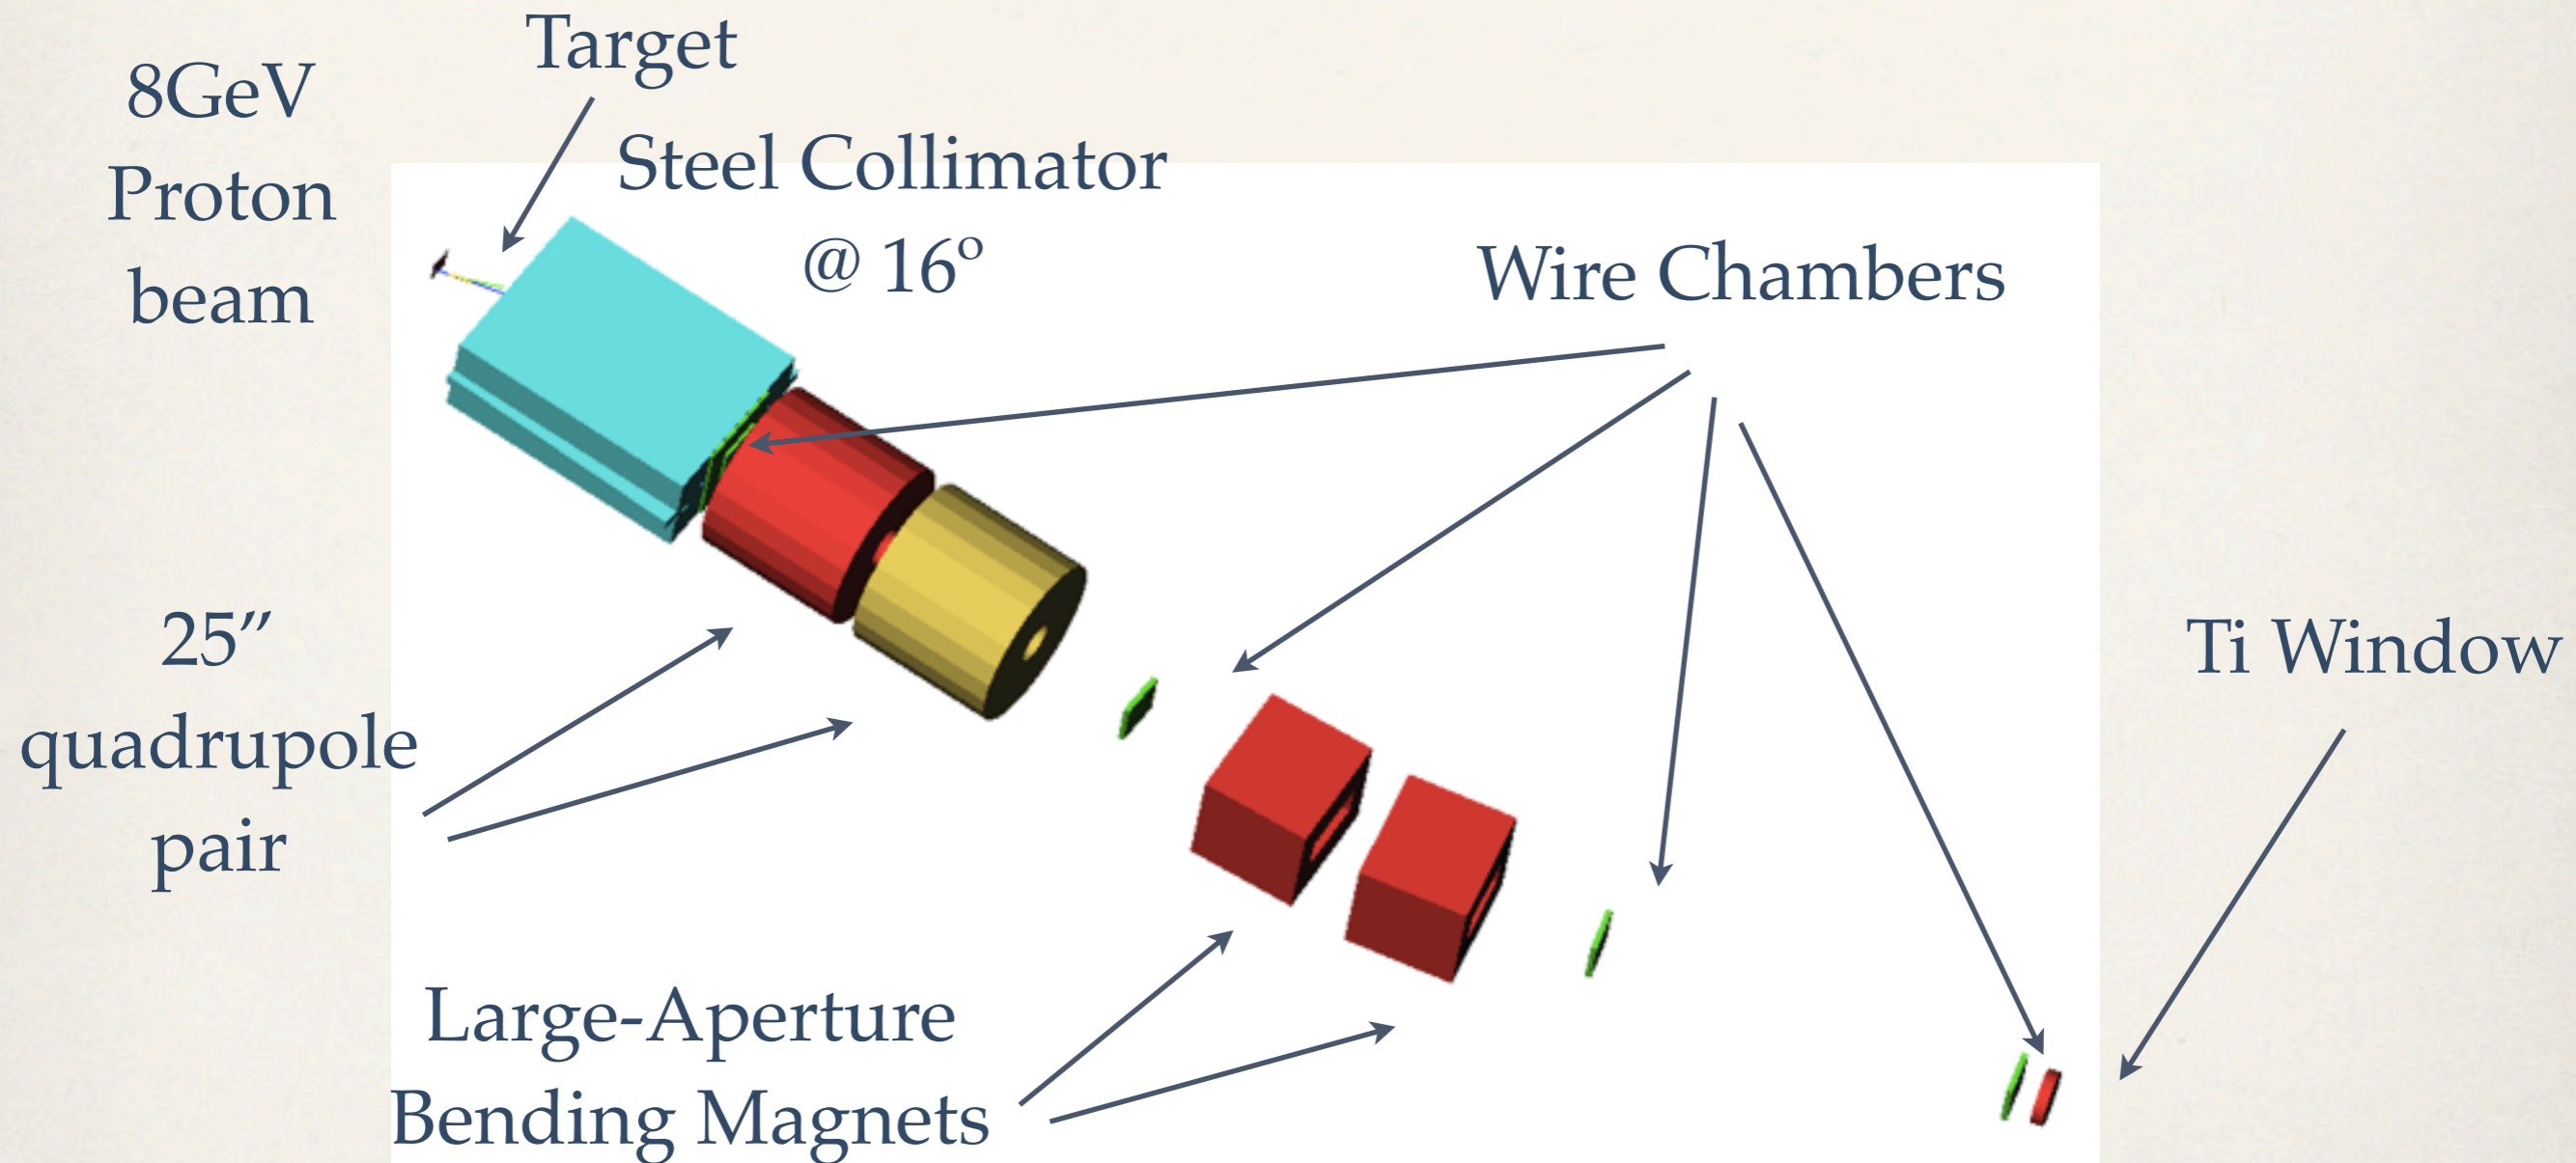 Target
8GeV
Proton
beam
Steel Collimator
@ 16º
Wire Chambers
25”
quadrupole
pair
Ti Window
Large-Aperture
Bending Magnets